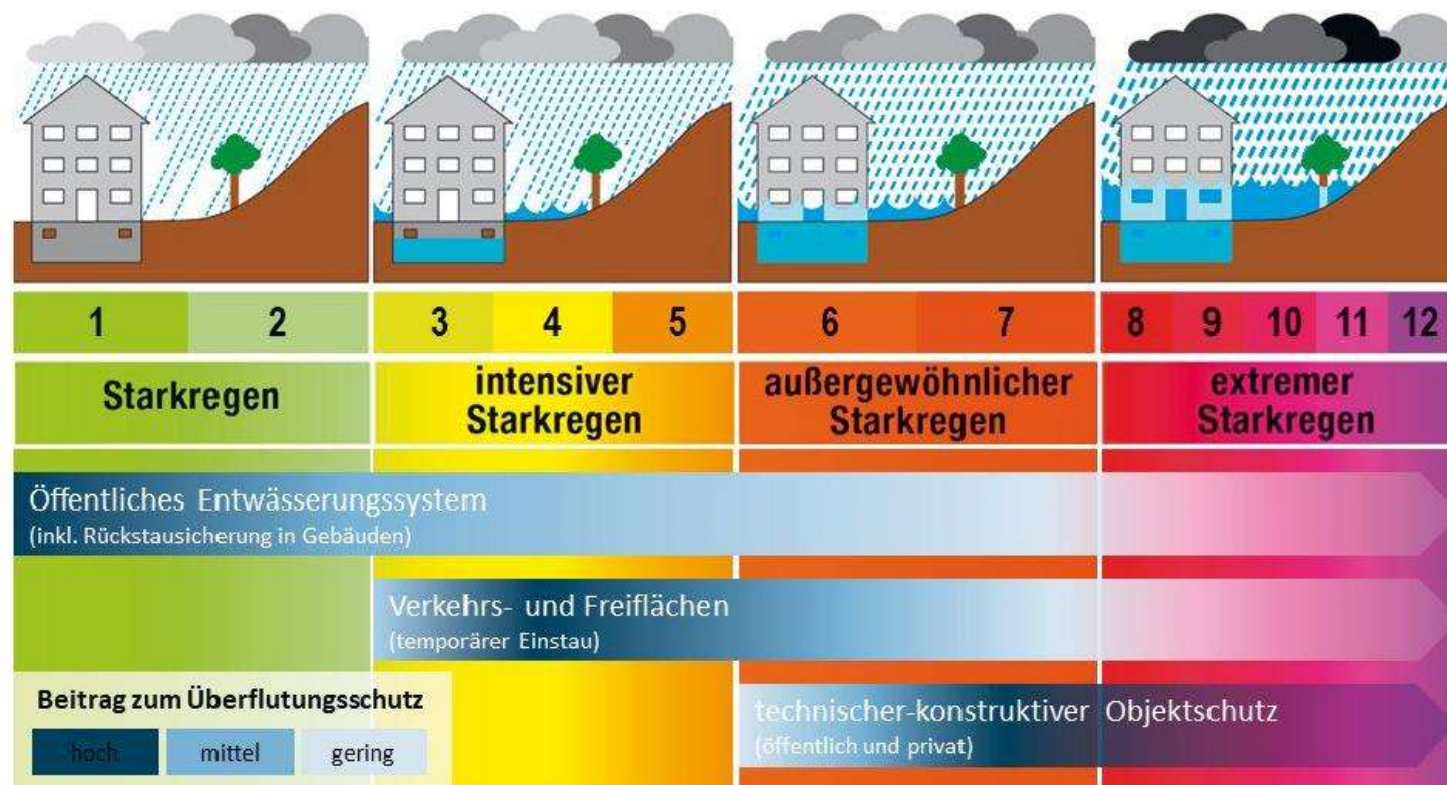 1 2 3 4 5 6 7 8 9 10 11 12
Starkregen
intensiver
Starkregen
außergewöhnlicher
Starkregen
extremer
Starkregen
Öffentliches Entwässerungssystem
(inkl. Rückstausicherung in Gebäuden)
Verkehrs- und Freiflächen
(temporärer Einstau)
technischer-konstruktiver Objektschutz
(öffentlich und privat)
Beitrag zum Überflutungsschutz
hoch mittel gering